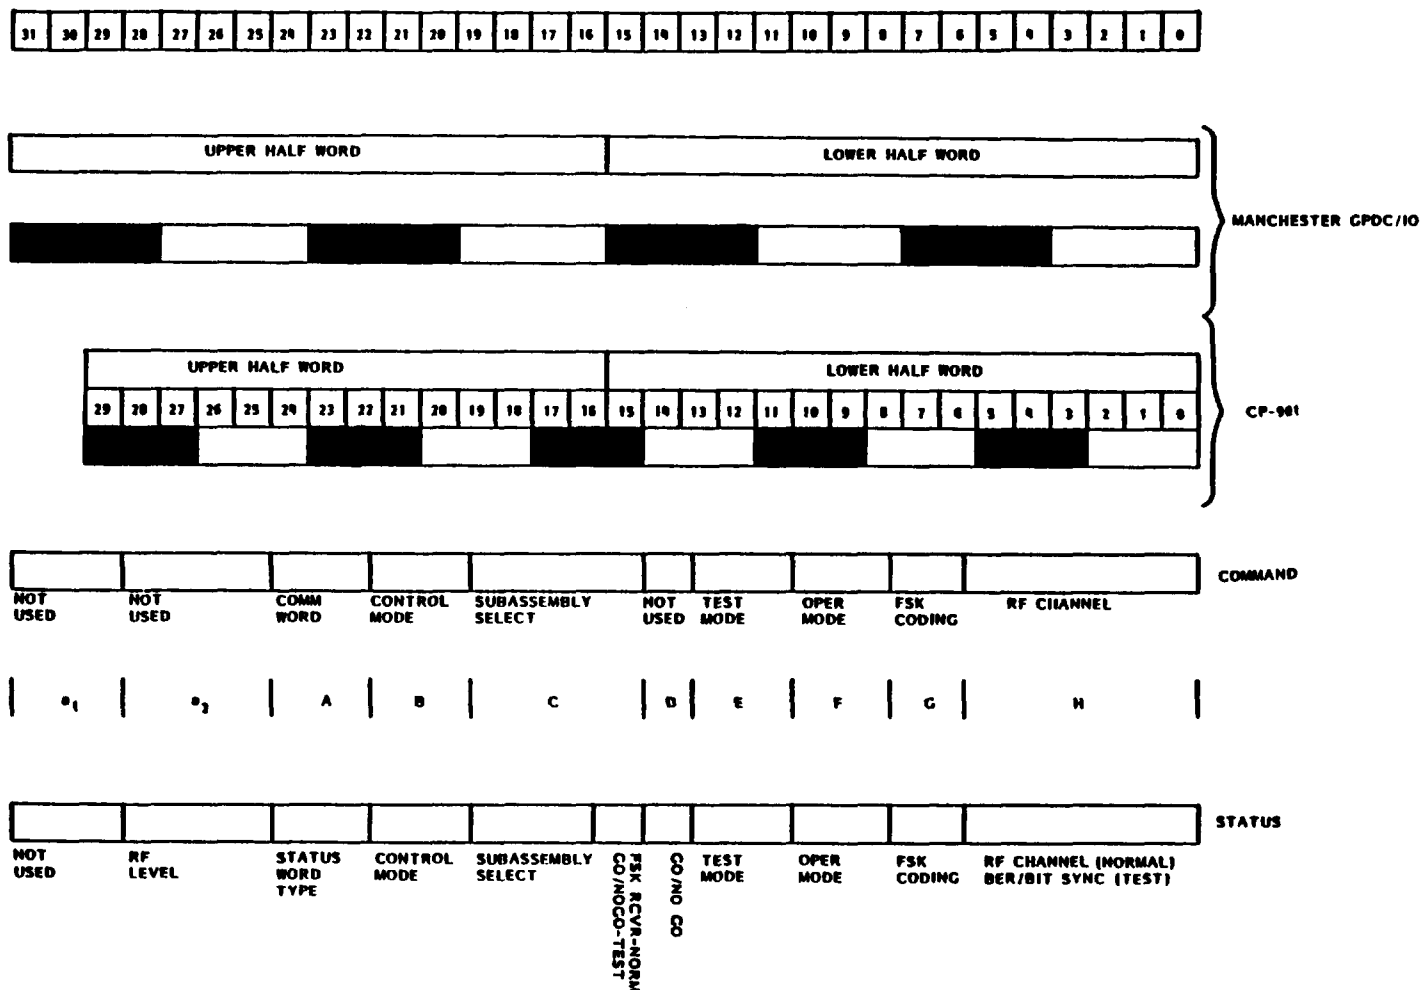 31 30 29 28 27 26 25 24 23 22 21 20 19 18 17 16 15 14 13 12 11 10 9 8 7 6 5 4 3 2 1 0
UPPER HALF WORD LOWER HALF WORD
MANCHESTER GPDC/IO
UPPER HALF WORD LOWER HALF WORD
29 28 27 26 25 24 23 22 21 20 19 18 17 16 15 14 13 12 11 10 9 8 7 6 5 4 3 2 1 0
CP-901
COMMAND
NOT USED
NOT USED
COMM WORD
CONTROL MODE
SUBASSEMBLY SELECT
NOT USED
TEST MODE
OPER MODE
FSK CODING
RF CHANNEL
a1 a2 A B C D E F G H
STATUS
NOT USED
RF LEVEL
STATUS WORD TYPE
CONTROL MODE
SUBASSEMBLY SELECT
FSK RCVR-NORM
GO/NOGO-TEST
GO/NO GO
TEST MODE
OPER MODE
FSK CODING
RF CHANNEL (NORMAL)
BER/BIT SYNC (TEST)